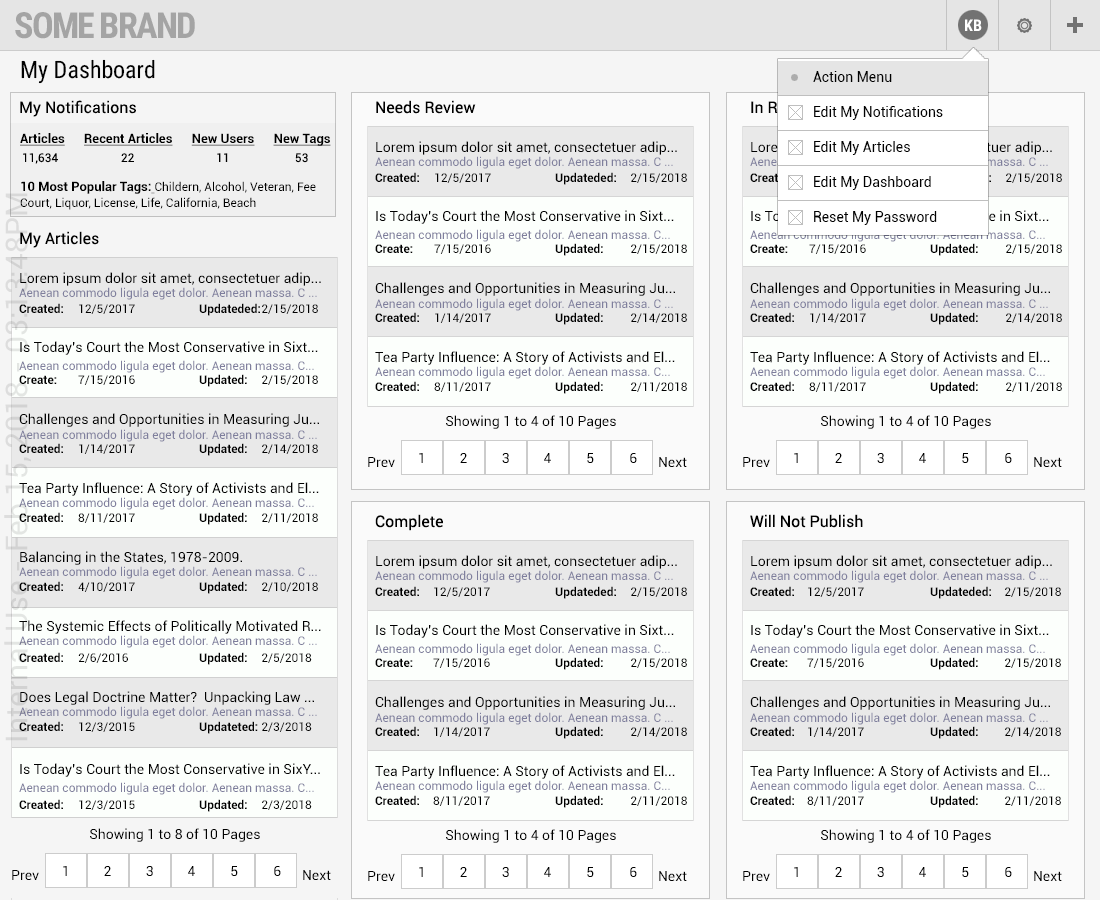 SOME BRAND
KB
My Dashboard
Action Menu
Edit My Notifications
Edit My Articles
Edit My Dashboard
Reset My Password
My Notifications
Articles Recent Articles New Users New Tags
11,634 22 11 53
10 Most Popular Tags: Childern, Alcohol, Veteran, Fee
Court, Liquor, License, Life, California, Beach
My Articles
Lorem ipsum dolor sit amet, consectetuer adip...
Aenean commodo ligula eget dolor. Aenean massa. C ...
Created: 12/5/2017 Updateded: 2/15/2018
Is Today's Court the Most Conservative in Sixt...
Aenean commodo ligula eget dolor. Aenean massa. C...
Create: 7/15/2016 Updated: 2/15/2018
Challenges and Opportunities in Measuring Ju...
Aenean commodo ligula eget dolor. Aenean massa. C ...
Created: 1/14/2017 Updated: 2/14/2018
Tea Party Influence: A Story of Activists and El...
Aenean commodo ligula eget dolor. Aenean massa. C...
Created: 8/11/2017 Updated: 2/11/2018
Balancing in the States, 1978-2009.
Aenean commodo ligula eget dolor. Aenean massa. C ...
Created: 4/10/2017 Updated: 2/10/2018
The Systemic Effects of Politically Motivated R...
Aenean commodo ligula eget dolor. Aenean massa. C ...
Created: 2/6/2016 Updated: 2/5/2018
Does Legal Doctrine Matter? Unpacking Law ...
Aenean commodo ligula eget dolor. Aenean massa. C ...
Created: 12/3/2015 Updateted: 2/3/2018
Is Today's Court the Most Conservative in SixY...
Aenean commodo ligula eget dolor. Aenean massa. C...
Created: 12/3/2015 Updated: 2/3/2018
Showing 1 to 8 of 10 Pages
Prev 1 2 3 4 5 6 Next
Needs Review
Lorem ipsum dolor sit amet, consectetuer adip...
Aenean commodo ligula eget dolor. Aenean massa. C...
Created: 12/5/2017 Updateded: 2/15/2018
Is Today's Court the Most Conservative in Sixt...
Aenean commodo ligula eget dolor. Aenean massa. C...
Create: 7/15/2016 Updated: 2/15/2018
Challenges and Opportunities in Measuring Ju...
Aenean commodo ligula eget dolor. Aenean massa. C ...
Created: 1/14/2017 Updated: 2/14/2018
Tea Party Influence: A Story of Activists and El...
Aenean commodo ligula eget dolor. Aenean massa. C...
Created: 8/11/2017 Updated: 2/11/2018
Showing 1 to 4 of 10 Pages
Prev 1 2 3 4 5 6 Next
In R
Lore uer adip...
Aen massa. C...
Crea : 2/15/2018
Is To e in Sixt...
Aenean commodo ligula eget dolor. Aenean massa. C...
Create: 7/15/2016 Updated: 2/15/2018
Challenges and Opportunities in Measuring Ju...
Aenean commodo ligula eget dolor. Aenean massa. C ...
Created: 1/14/2017 Updated: 2/14/2018
Tea Party Influence: A Story of Activists and El...
Aenean commodo ligula eget dolor. Aenean massa. C...
Created: 8/11/2017 Updated: 2/11/2018
Showing 1 to 4 of 10 Pages
Prev 1 2 3 4 5 6 Next
Complete
Lorem ipsum dolor sit amet, consectetuer adip...
Aenean commodo ligula eget dolor. Aenean massa. C...
Created: 12/5/2017 Updateded: 2/15/2018
Is Today's Court the Most Conservative in Sixt...
Aenean commodo ligula eget dolor. Aenean massa. C...
Create: 7/15/2016 Updated: 2/15/2018
Challenges and Opportunities in Measuring Ju...
Aenean commodo ligula eget dolor. Aenean massa. C ...
Created: 1/14/2017 Updated: 2/14/2018
Tea Party Influence: A Story of Activists and El...
Aenean commodo ligula eget dolor. Aenean massa. C...
Created: 8/11/2017 Updated: 2/11/2018
Showing 1 to 4 of 10 Pages
Prev 1 2 3 4 5 6 Next
Will Not Publish
Lorem ipsum dolor sit amet, consectetuer adip...
Aenean commodo ligula eget dolor. Aenean massa. C...
Created: 12/5/2017 Updateded: 2/15/2018
Is Today's Court the Most Conservative in Sixt...
Aenean commodo ligula eget dolor. Aenean massa. C...
Create: 7/15/2016 Updated: 2/15/2018
Challenges and Opportunities in Measuring Ju...
Aenean commodo ligula eget dolor. Aenean massa. C ...
Created: 1/14/2017 Updated: 2/14/2018
Tea Party Influence: A Story of Activists and El...
Aenean commodo ligula eget dolor. Aenean massa. C...
Created: 8/11/2017 Updated: 2/11/2018
Showing 1 to 4 of 10 Pages
Prev 1 2 3 4 5 6 Next
Internal Use - Feb 15, 2018 03:13:48PM